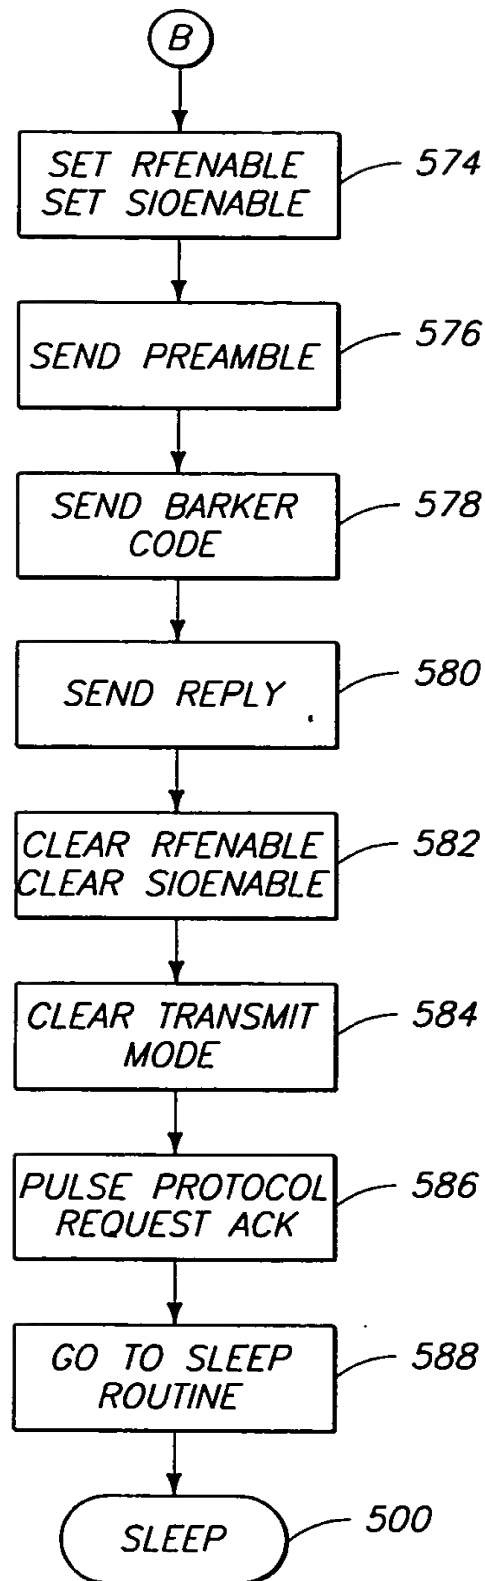 B
SET RFENABLE
SET SIOENABLE
574
SEND PREAMBLE
576
SEND BARKER
CODE
578
SEND REPLY
580
CLEAR RFENABLE
CLEAR SIOENABLE
582
CLEAR TRANSMIT
MODE
584
PULSE PROTOCOL
REQUEST ACK
586
GO TO SLEEP
ROUTINE
588
SLEEP
500